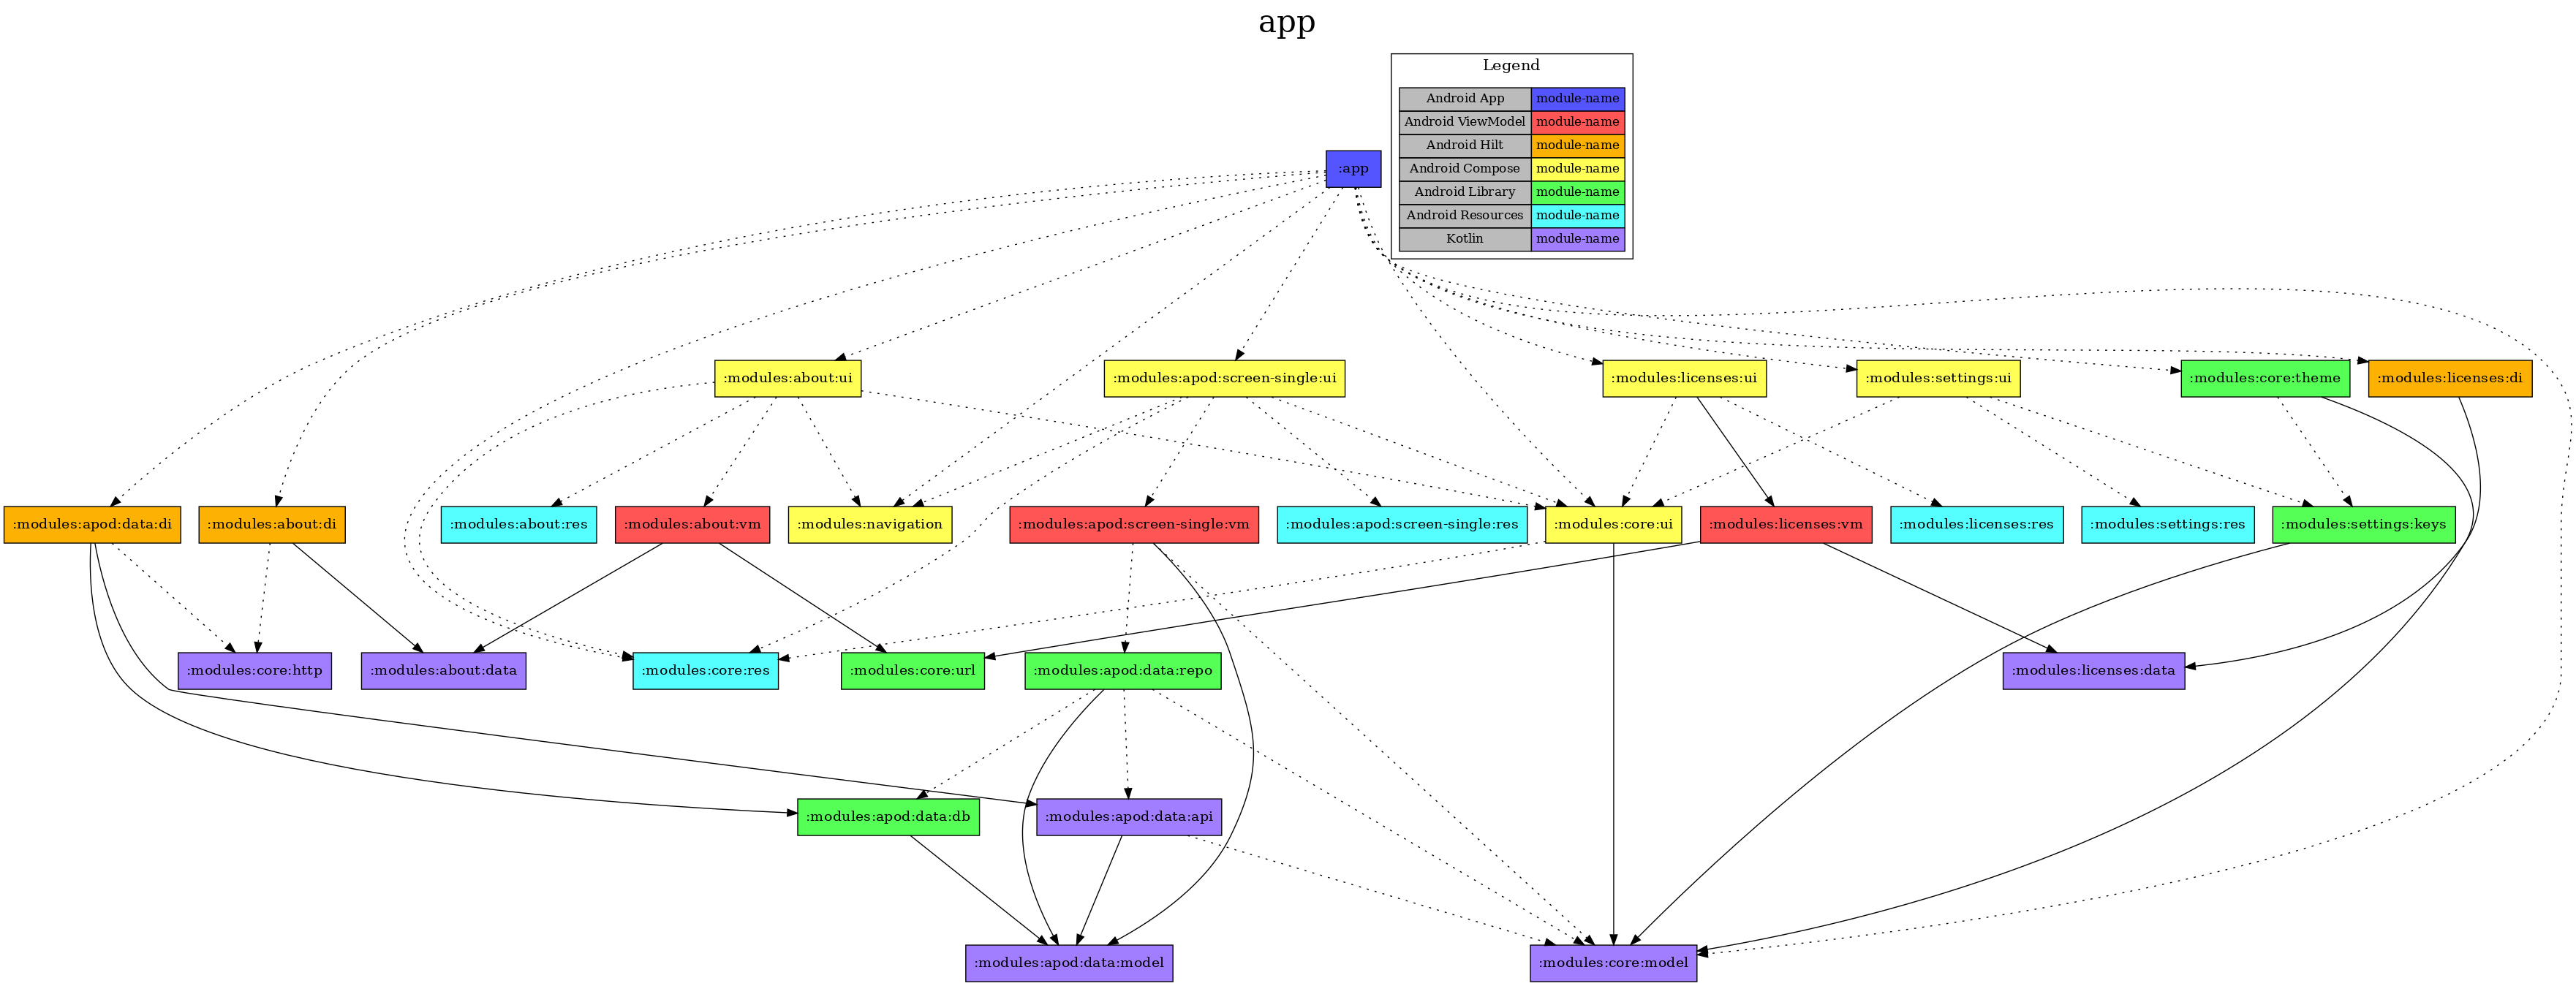 app
Legend
Android App module-name
Android ViewModel module-name
Android Hilt module-name
Android Compose module-name
Android Library module-name
Android Resources module-name
Kotlin module-name
:app
:modules:about:ui
:modules:apod:screen-single:ui
:modules:licenses:ui
:modules:settings:ui
:modules:core:theme
:modules:licenses:di
:modules:apod:data:di
:modules:about:di
:modules:about:res
:modules:about:vm
:modules:navigation
:modules:apod:screen-single:vm
:modules:apod:screen-single:res
:modules:core:ui
:modules:licenses:vm
:modules:licenses:res
:modules:settings:res
:modules:settings:keys
:modules:core:http
:modules:about:data
:modules:core:res
:modules:core:url
:modules:apod:data:repo
:modules:licenses:data
:modules:apod:data:db
:modules:apod:data:api
:modules:apod:data:model
:modules:core:model